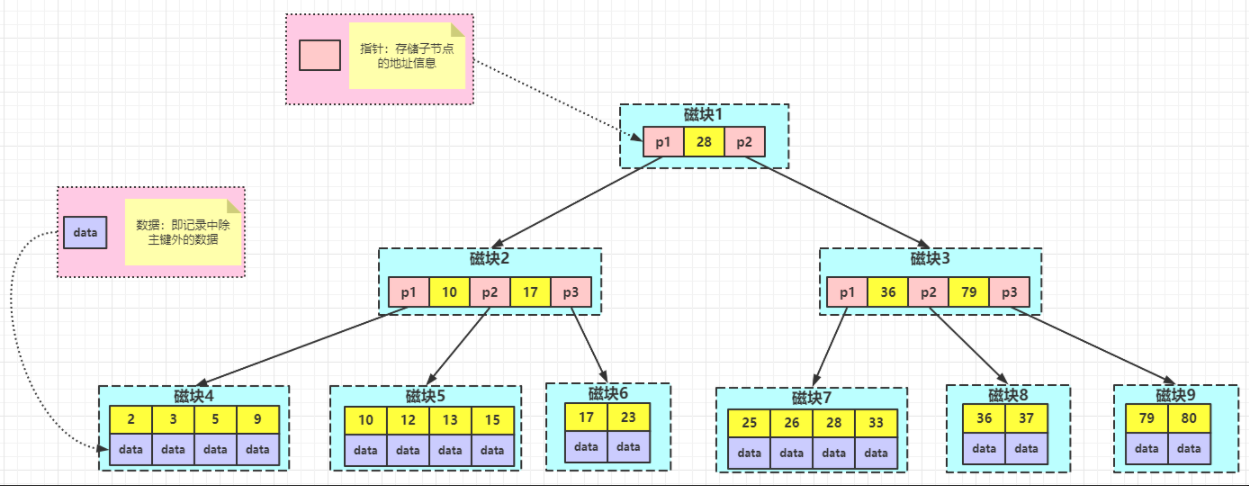 指针：存储子节点
的地址信息
磁块1
p1 28 p2
data
数据：即记录中除
主键外的数据
磁块2
p1 10 p2 17 p3
磁块3
p1 36 p2 79 p3
磁块4
2 3 5 9
data data data data
磁块5
10 12 13 15
data data data data
磁块6
17 23
data data
磁块7
25 26 28 33
data data data data
磁块8
36 37
data data
磁块9
79 80
data data